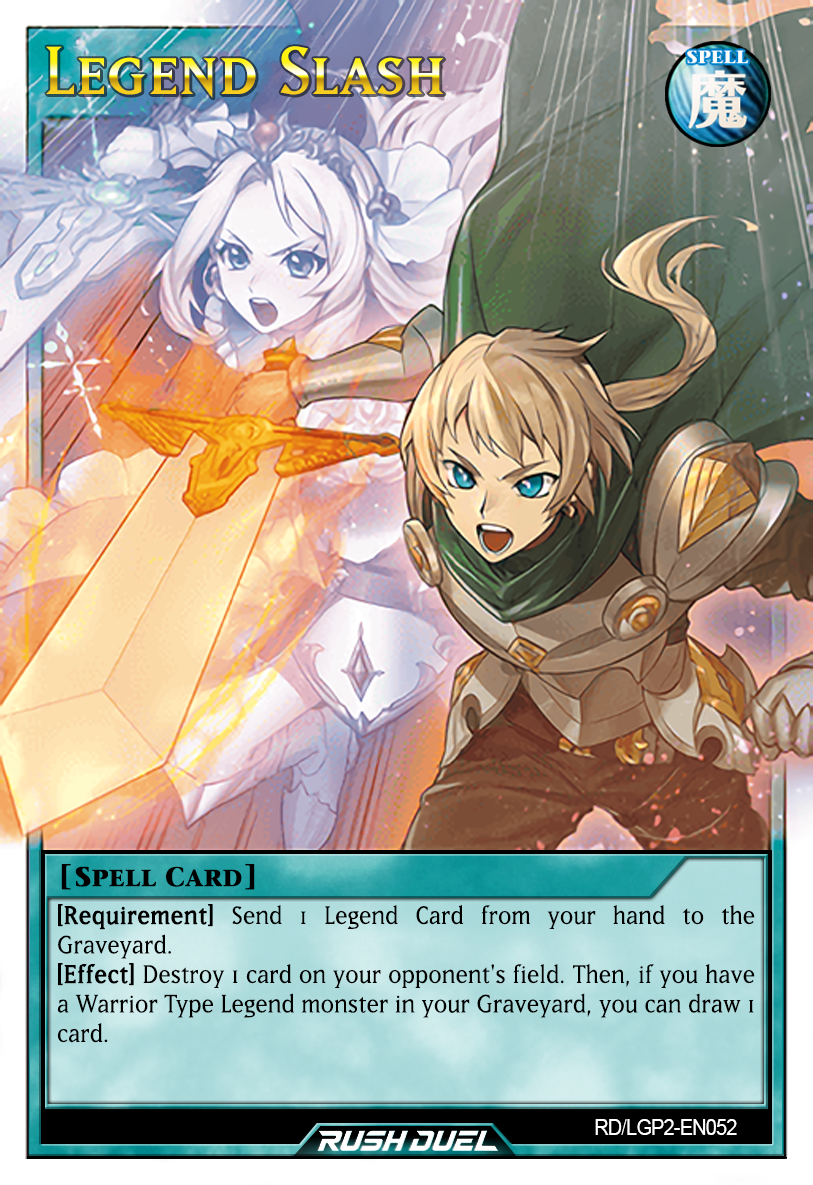 Legend Slash
SPELL
魔
[Spell Card]
[Requirement] Send 1 Legend Card from your hand to the
Graveyard.
[Effect] Destroy 1 card on your opponent's field. Then, if you have
a Warrior Type Legend monster in your Graveyard, you can draw 1
card.
RD/LGP2-EN052
RUSH DUEL